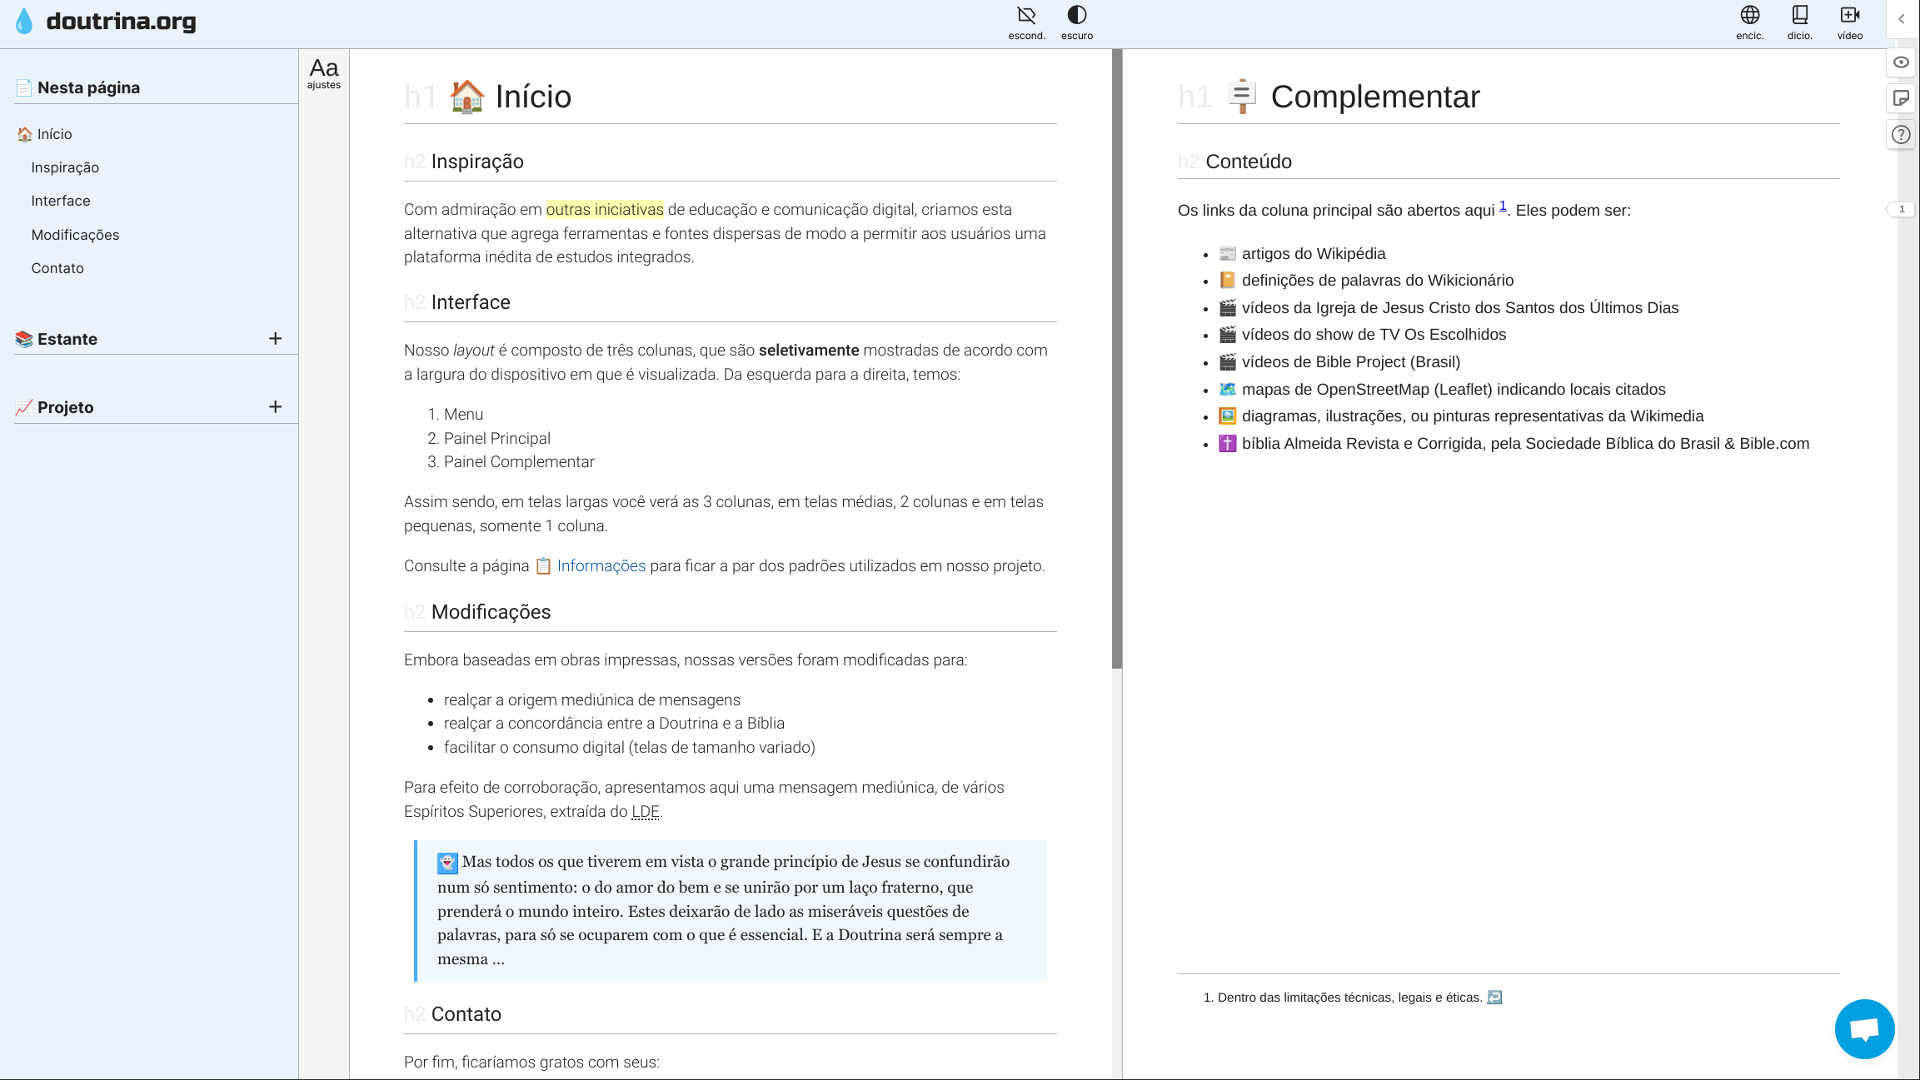 doutrina.org
escond.
escuro
encic.
dicio.
vídeo
Nesta página
Início
Inspiração
Interface
Modificações
Contato
Estante
Projeto
Aa
ajustes
h1 Início
h2 Inspiração
Com admiração em outras iniciativas de educação e comunicação digital, criamos esta
alternativa que agrega ferramentas e fontes dispersas de modo a permitir aos usuários uma
plataforma inédita de estudos integrados.
h2 Interface
Nosso layout é composto de três colunas, que são seletivamente mostradas de acordo com
a largura do dispositivo em que é visualizada. Da esquerda para a direita, temos:
1. Menu
2. Painel Principal
3. Painel Complementar
Assim sendo, em telas largas você verá as 3 colunas, em telas médias, 2 colunas e em telas
pequenas, somente 1 coluna.
Consulte a página Informações para ficar a par dos padrões utilizados em nosso projeto.
h2 Modificações
Embora baseadas em obras impressas, nossas versões foram modificadas para:
• realçar a origem mediúnica de mensagens
• realçar a concordância entre a Doutrina e a Bíblia
• facilitar o consumo digital (telas de tamanho variado)
Para efeito de corroboração, apresentamos aqui uma mensagem mediúnica, de vários
Espíritos Superiores, extraída do LDE.
Mas todos os que tiverem em vista o grande princípio de Jesus se confundirão
num só sentimento: o do amor do bem e se unirão por um laço fraterno, que
prenderá o mundo inteiro. Estes deixarão de lado as miseráveis questões de
palavras, para só se ocuparem com o que é essencial. E a Doutrina será sempre a
mesma ...
h2 Contato
Por fim, ficaríamos gratos com seus:
h1 Complementar
h2 Conteúdo
Os links da coluna principal são abertos aqui 1. Eles podem ser:
• artigos do Wikipédia
• definições de palavras do Wikicionário
• vídeos da Igreja de Jesus Cristo dos Santos dos Últimos Dias
• vídeos do show de TV Os Escolhidos
• vídeos de Bible Project (Brasil)
• mapas de OpenStreetMap (Leaflet) indicando locais citados
• diagramas, ilustrações, ou pinturas representativas da Wikimedia
• bíblia Almeida Revista e Corrigida, pela Sociedade Bíblica do Brasil & Bible.com
1. Dentro das limitações técnicas, legais e éticas.
1